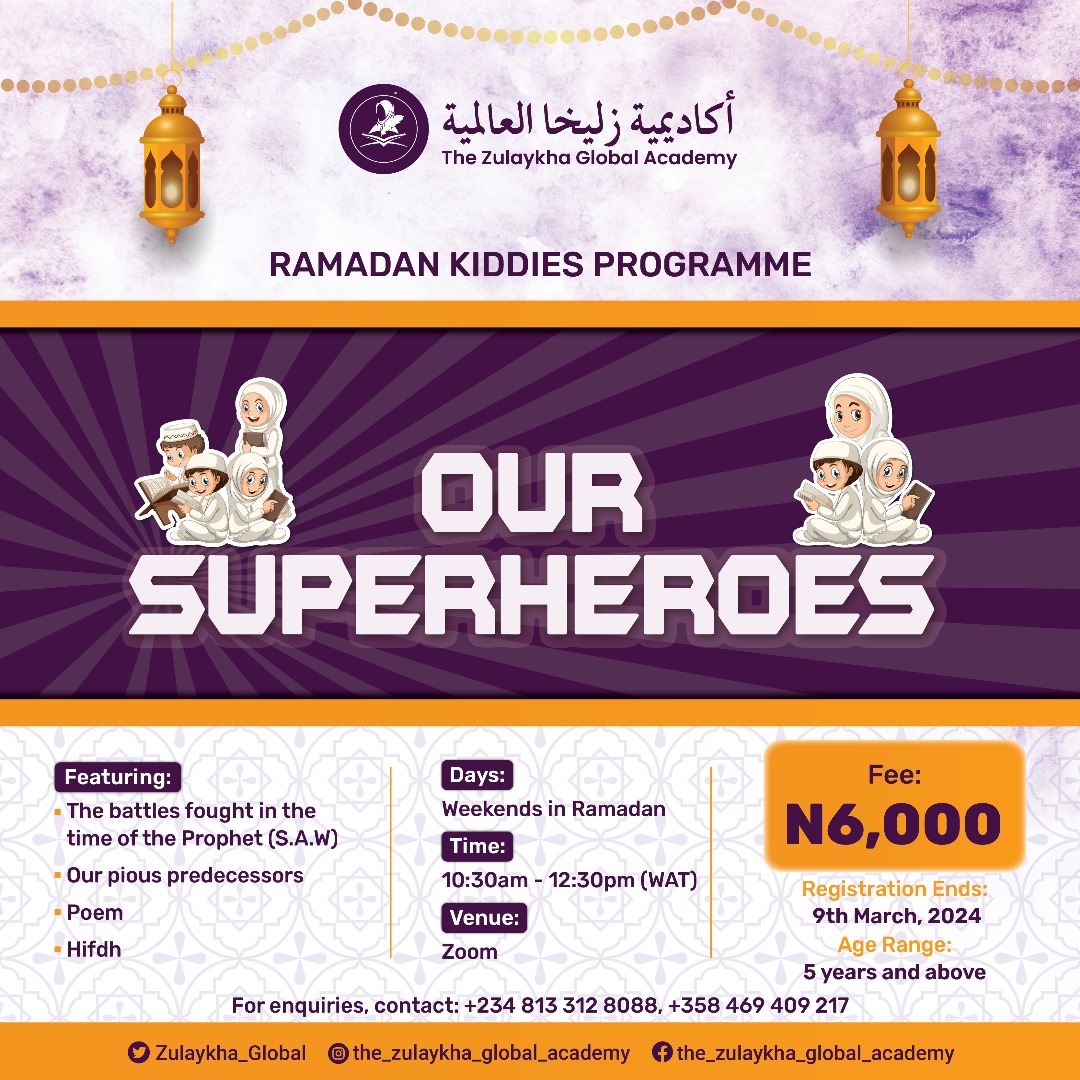 أكاديمية زليخا العالمية
The Zulaykha Global Academy
RAMADAN KIDDIES PROGRAMME
OUR
SUPERHEROES
Featuring:
The battles fought in the
time of the Prophet (S.A.W)
Our pious predecessors
Poem
Hifdh
Days:
Weekends in Ramadan
Time:
10:30am - 12:30pm (WAT)
Venue:
Zoom
Fee:
N6,000
Registration Ends:
9th March, 2024
Age Range:
5 years and above
For enquiries, contact: +234 813 312 8088, +358 469 409 217
Zulaykha_Global the_zulaykha_global_academy the_zulaykha_global_academy